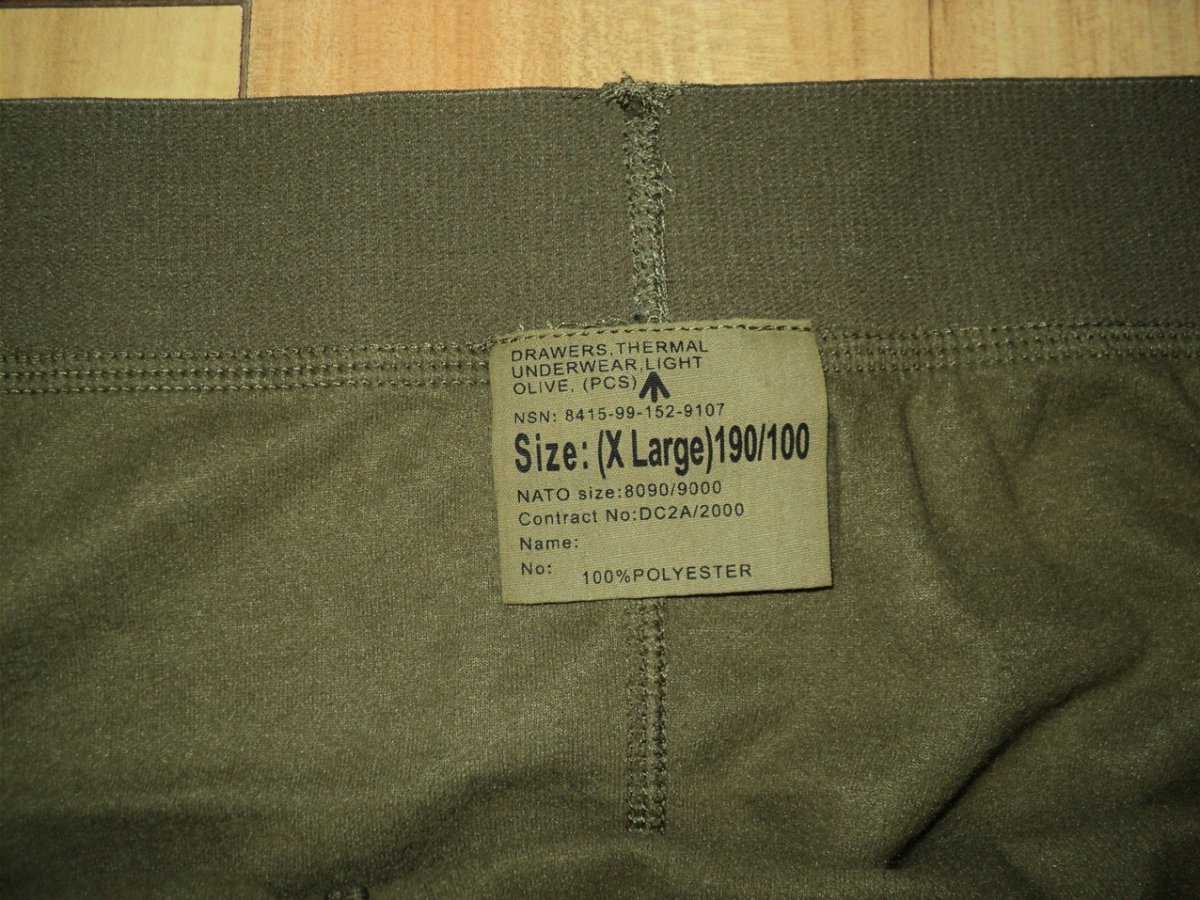 DRAWERS,THERMAL
UNDERWEAR,LIGHT
OLIVE, (PCS)
NSN: 8415-99-152-9107
Size: (X Large)190/100
NATO size:8090/9000
Contract No:DC2A/2000
Name:
No:
100%POLYESTER